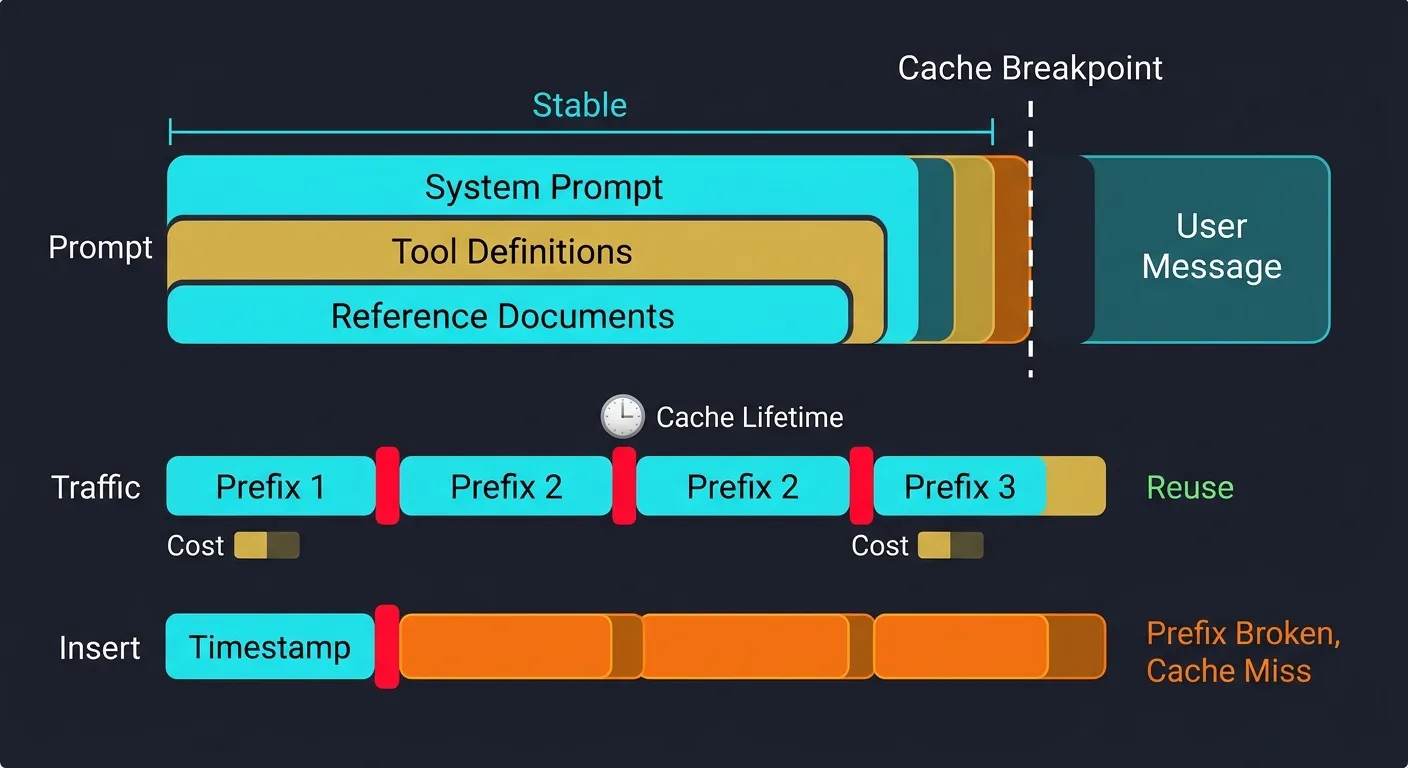 Cache Breakpoint
Stable
System Prompt
Prompt
Tool Definitions
Reference Documents
User
Message
Cache Lifetime
Traffic
Prefix 1
Prefix 2
Prefix 2
Prefix 3
Reuse
Cost
Cost
Insert
Timestamp
Prefix Broken,
Cache Miss